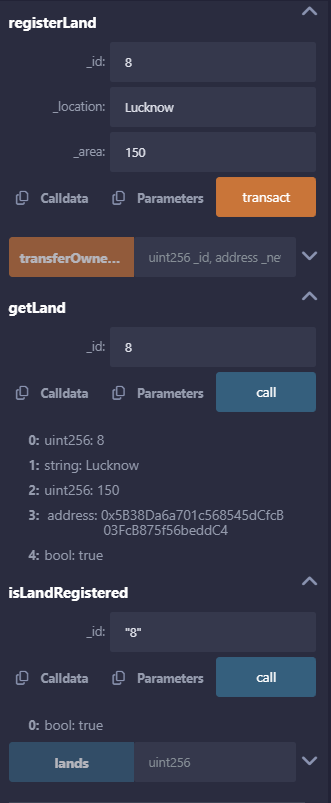 registerLand
_id: 8
_location: Lucknow
_area: 150
Calldata Parameters transact
transferOwne... uint256 _id, address _ne
getLand
_id: 8
Calldata Parameters call
0: uint256: 8
1: string: Lucknow
2: uint256: 150
3: address: 0x5B38Da6a701c568545dCfcB
03FcB875f56beddC4
4: bool: true
isLandRegistered
_id: "8"
Calldata Parameters call
0: bool: true
lands uint256